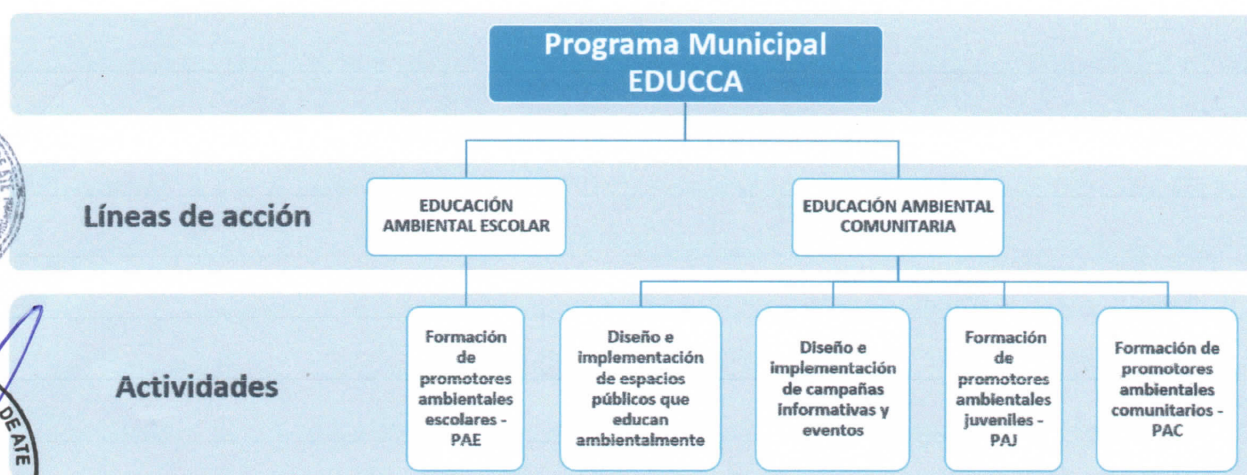 Programa Municipal
EDUCCA
Líneas de acción
EDUCACIÓN
AMBIENTAL ESCOLAR
EDUCACIÓN AMBIENTAL
COMUNITARIA
Actividades
Formación
de
promotores
ambientales
escolares -
PAE
Diseño e
implementación
de espacios
públicos que
educan
ambientalmente
Diseño e
implementación
de campañas
informativas y
eventos
Formación
de
promotores
ambientales
juveniles -
PAJ
Formación de
promotores
ambientales
comunitarios -
PAC
DE ATE